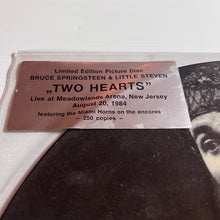 Limited Edition Picture Disc
BRUCE SPRINGSTEEN & LITTLE STEVEN
„TWO HEARTS”
Live at Meadowlands Arena, New Jersey
August 20, 1984
featuring the Miami Horns on the encores
– 250 copies –